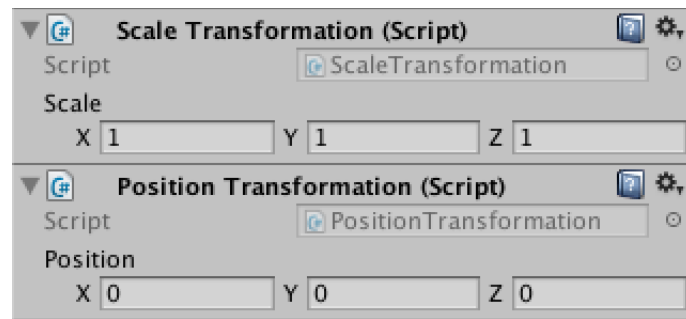 Scale Transformation (Script)
Script ScaleTransformation
Scale
X 1 Y 1 Z 1
Position Transformation (Script)
Script PositionTransformation
Position
X 0 Y 0 Z 0